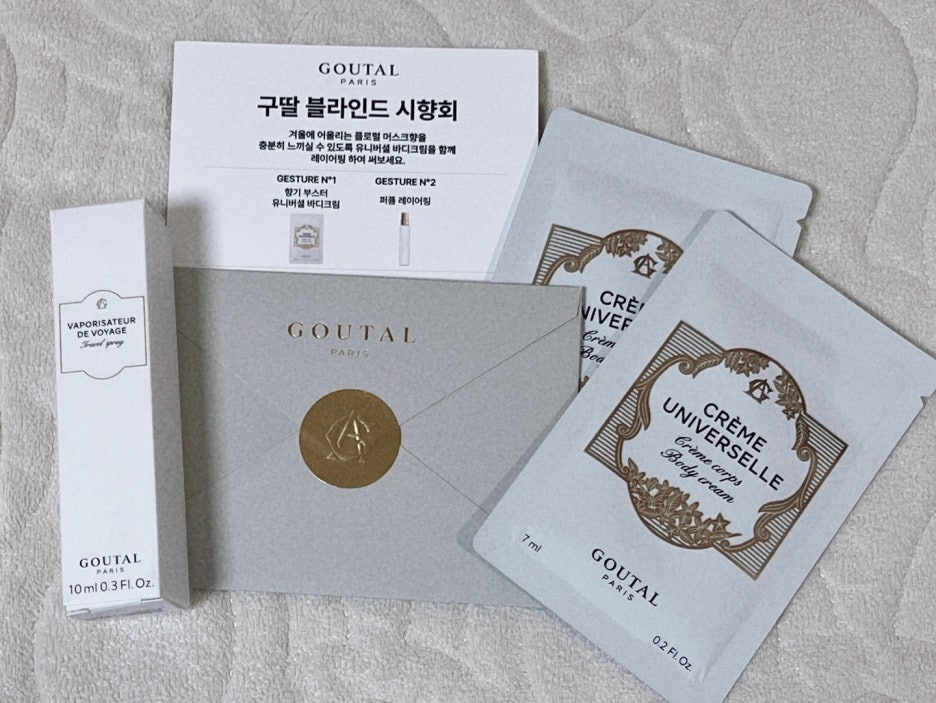 GOUTAL
PARIS
구딸 블라인드 시향회
겨울에 어울리는 플로럴 머스크향을
충분히 느끼실 수 있도록 유니버셜 바디크림을 함께
레이어링 하여 써보세요.
GESTURE N°1
향기 부스터
유니버셜 바디크림
GESTURE N°2
퍼퓸 레이어링
VAPORISATEUR
DE VOYAGE
Travel spray
GOUTAL
PARIS
10 ml 0.3 Fl. Oz.
GOUTAL
PARIS
CRÈME
UNIVERSELLE
Crème corps
Body cream
7 ml
GOUTAL
PARIS
0.2 Fl. Oz.